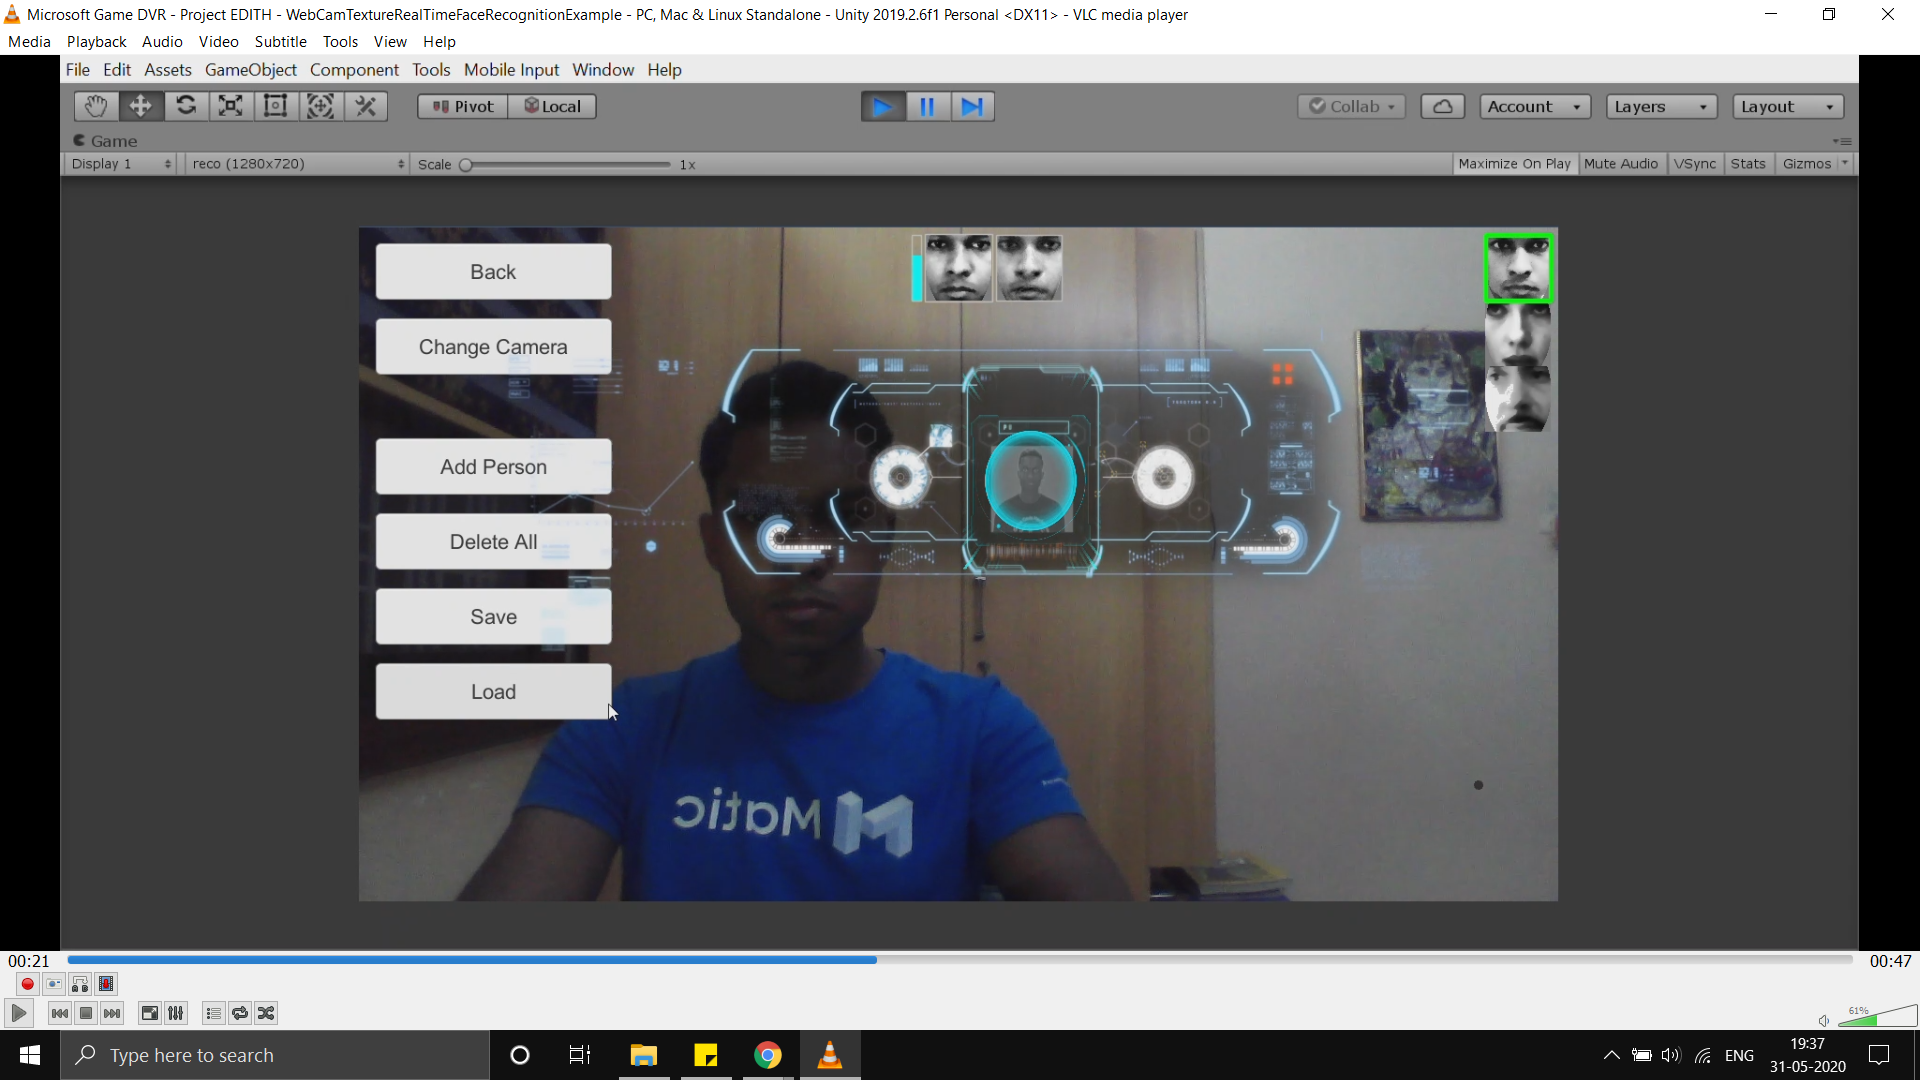 Microsoft Game DVR - Project EDITH - WebCamTextureRealTimeFaceRecognitionExample - PC, Mac & Linux Standalone - Unity 2019.2.6f1 Personal <DX11> - VLC media player
Media Playback Audio Video Subtitle Tools View Help
File Edit Assets GameObject Component Tools Mobile Input Window Help
Pivot Local Collab Account Layers Layout
Game
Display 1 reco (1280x720) Scale 1x Maximize On Play Mute Audio VSync Stats Gizmos
Back
Change Camera
Add Person
Delete All
Save
Load
Matic
00:21 00:47
61%
Type here to search
ENG
19:37
31-05-2020